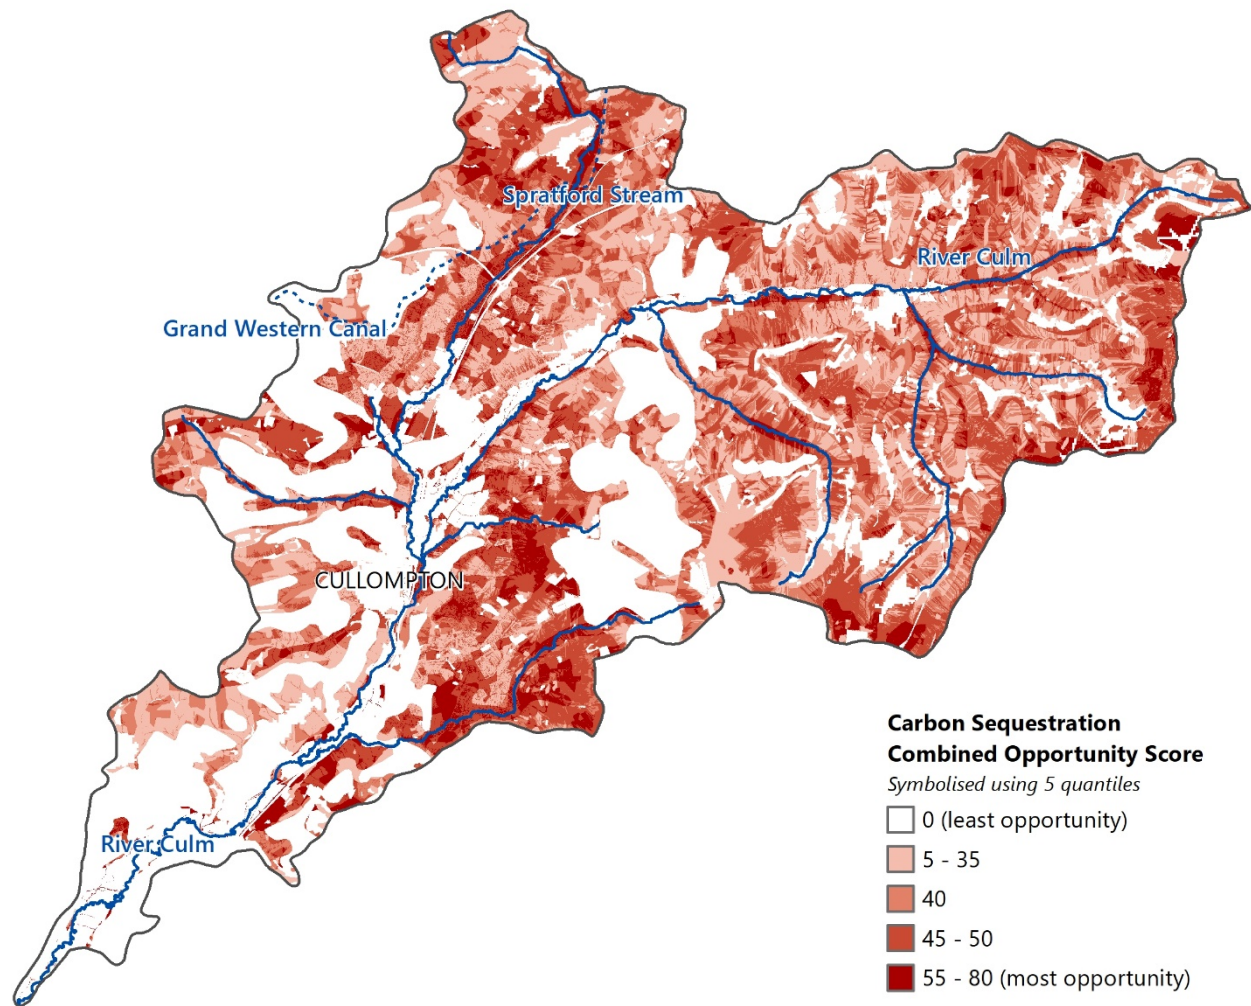 Spratford Stream
River Culm
Grand Western Canal
CULLOMPTON
River Culm
Carbon Sequestration
Combined Opportunity Score
Symbolised using 5 quantiles
0 (least opportunity)
5 - 35
40
45 - 50
55 - 80 (most opportunity)